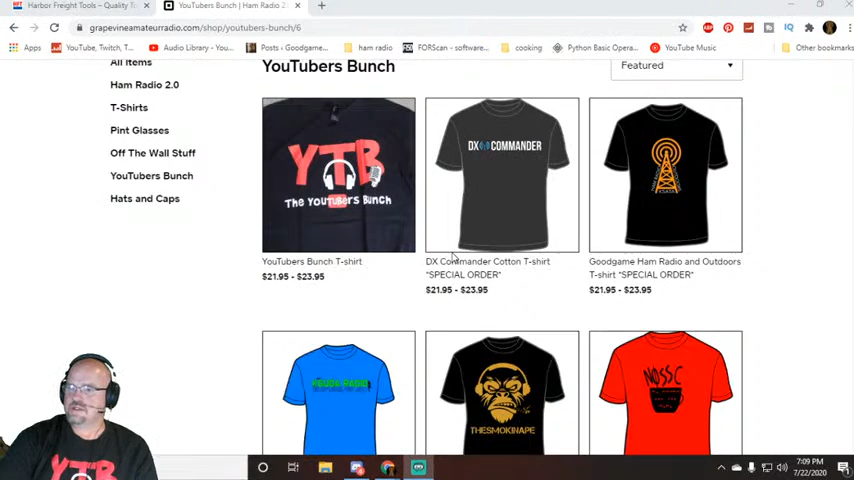 Harbor Freight Tools – Quality To
YouTubers Bunch | Ham Radio 2.
grapevineamateurradio.com/shop/youtubers-bunch/6
Apps
YouTube, Twitch, T...
Audio Library - You...
Posts ‹ Goodgame...
ham radio
FORScan - software...
cooking
Python Basic Opera...
YouTube Music
Other bookmarks
All Items
YouTubers Bunch
Featured
Ham Radio 2.0
T-Shirts
Pint Glasses
Off The Wall Stuff
YouTubers Bunch
Hats and Caps
YTB
The YouTubers Bunch
DX COMMANDER
YouTubers Bunch T-shirt
$21.95 - $23.95
DX Commander Cotton T-shirt
*SPECIAL ORDER*
$21.95 - $23.95
Goodgame Ham Radio and Outdoors
T-shirt *SPECIAL ORDER*
$21.95 - $23.95
THESMOKINAPE
NØSSC
YTB
7:09 PM
7/22/2020